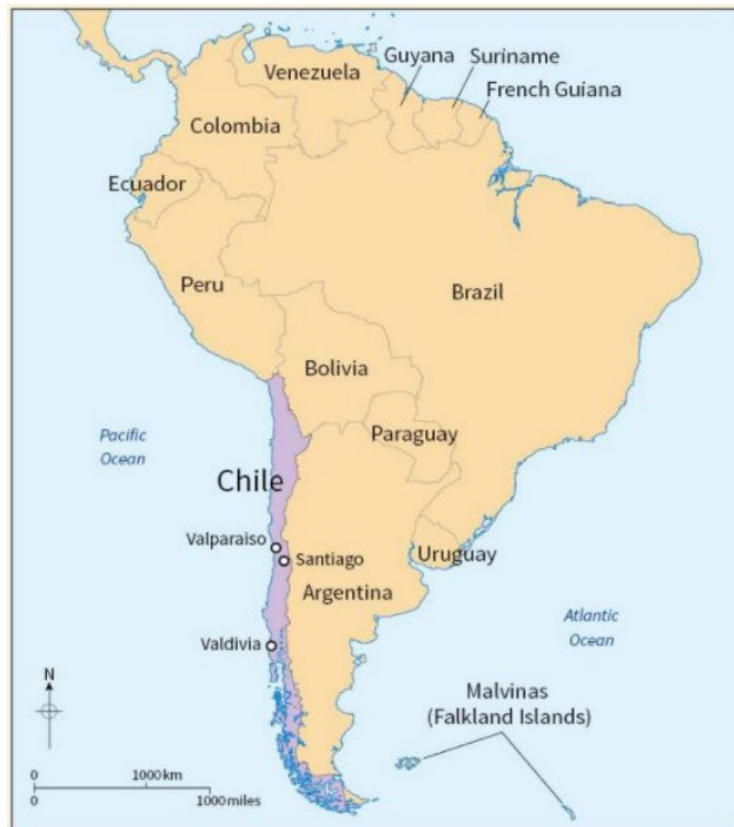 Guyana
Suriname
Venezuela
French Guiana
Colombia
Ecuador
Peru
Brazil
Bolivia
Pacific
Ocean
Paraguay
Chile
Valparaiso
Santiago
Uruguay
Argentina
Atlantic
Ocean
Valdivia
N
Malvinas
(Falkland Islands)
0 1000 km
0 1000 miles